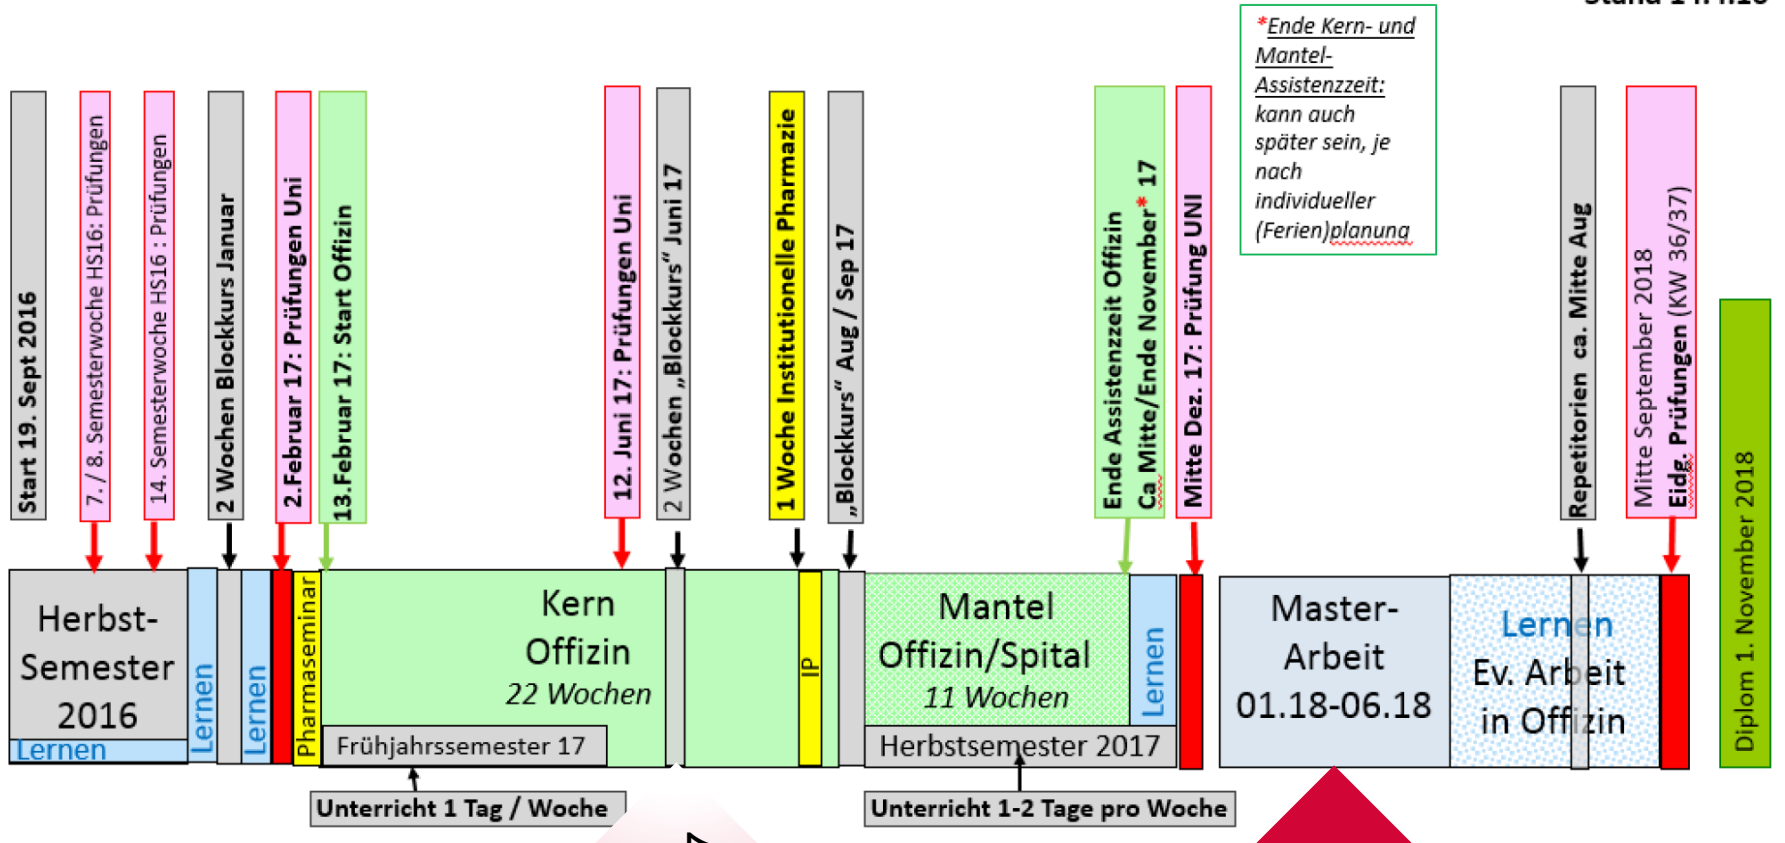 *Ende Kern- und
Mantel-
Assistenzzeit:
kann auch
später sein, je
nach
individueller
(Ferien)planung
Start 19. Sept 2016
7. / 8. Semesterwoche HS16: Prüfungen
14. Semesterwoche HS16 : Prüfungen
2 Wochen Blockkurs Januar
2.Februar 17: Prüfungen Uni
13.Februar 17: Start Offizin
12. Juni 17: Prüfungen Uni
2 Wochen „Blockkurs“ Juni 17
1 Woche Institutionelle Pharmazie
„Blockkurs“ Aug / Sep 17
Ende Assistenzzeit Offizin
Ca Mitte/Ende November* 17
Mitte Dez. 17: Prüfung UNI
Repetitorien ca. Mitte Aug
Mitte September 2018
Eidg. Prüfungen (KW 36/37)
Diplom 1. November 2018
Herbst-
Semester
2016
Lernen
Lernen
Lernen
Pharmaseminar
Kern
Offizin
22 Wochen
Frühjahrssemester 17
IP
Mantel
Offizin/Spital
11 Wochen
Herbstsemester 2017
Lernen
Master-
Arbeit
01.18-06.18
Lernen
Ev. Arbeit
in Offizin
Unterricht 1 Tag / Woche
Unterricht 1-2 Tage pro Woche